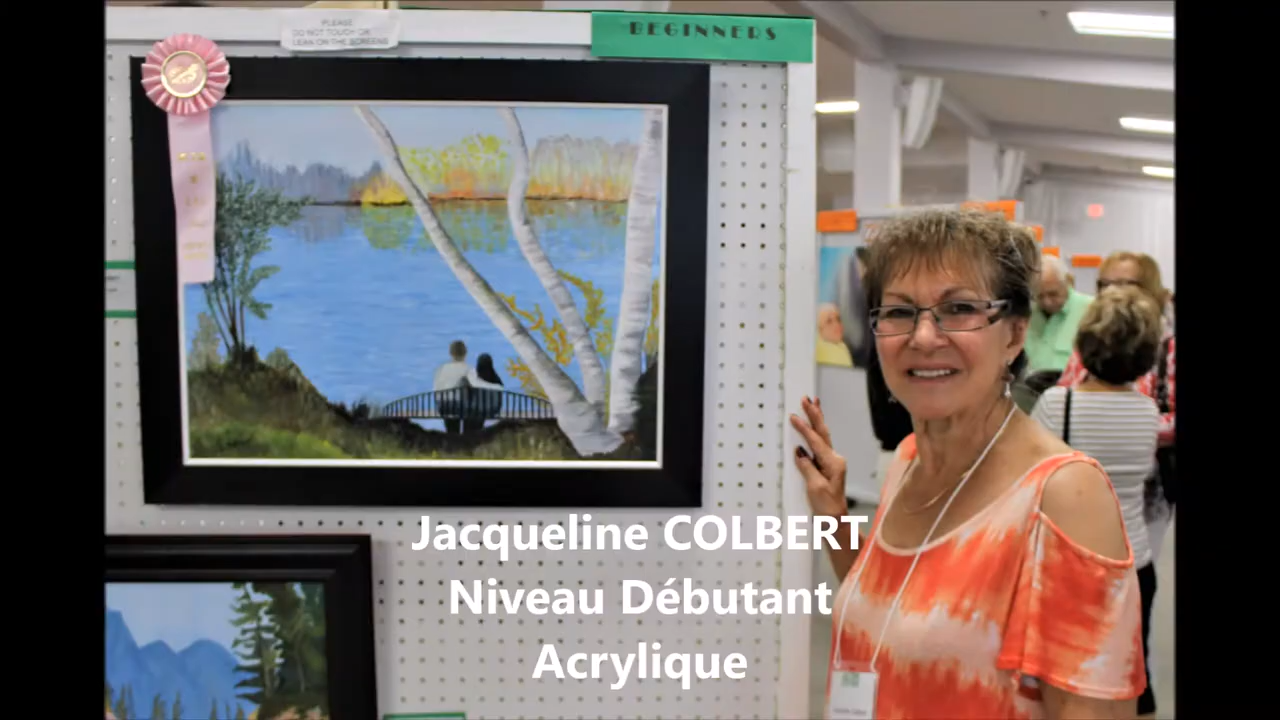 PLEASE
DO NOT TOUCH OR
LEAN ON THE SCREENS
BEGINNERS
Jacqueline COLBERT
Niveau Débutant
Acrylique